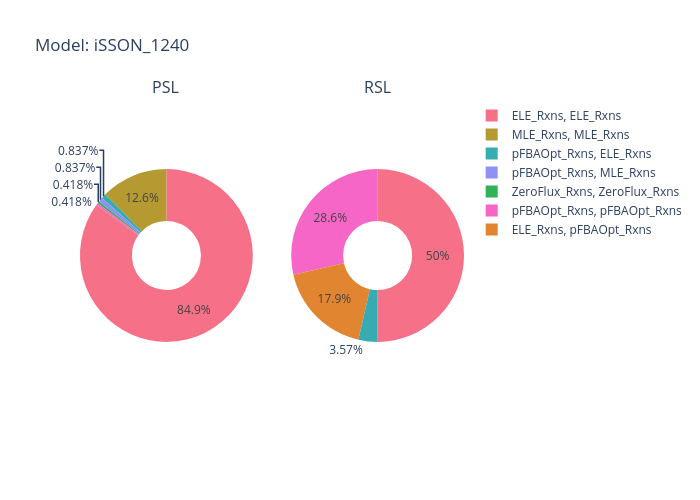 Model: iSSON_1240
PSL
RSL
0.837%
0.837%
0.418%
0.418%
12.6%
84.9%
28.6%
50%
17.9%
3.57%
ELE_Rxns, ELE_Rxns
MLE_Rxns, MLE_Rxns
pFBAOpt_Rxns, ELE_Rxns
pFBAOpt_Rxns, MLE_Rxns
ZeroFlux_Rxns, ZeroFlux_Rxns
pFBAOpt_Rxns, pFBAOpt_Rxns
ELE_Rxns, pFBAOpt_Rxns